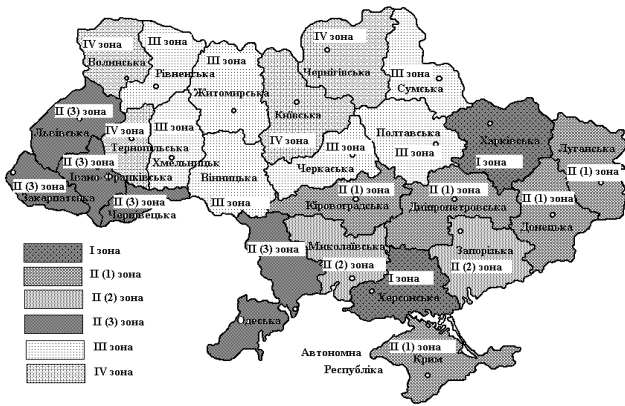 IV зона
Волинська
III зона
Рівненська
III зона
Житомирська
IV зона
Чернігівська
III зона
Сумська
Київська
IV зона
II (3) зона
Львівська
IV зона
Тернопільська
III зона
Хмельницьк
Вінницька
III зона
III зона
Черкаська
Полтавська
III зона
Харківська
I зона
Луганська
II (1) зона
II (3) зона
Івано Франківська
II (3) зона
Закарпатська
II (3) зона
Чернівецька
II (1) зона
Кіровоградська
II (1) зона
Дніпропетровська
II (1) зона
Донецька
II (3) зона
Миколаївська
II (2) зона
Запорізька
II (2) зона
I зона
Херсонська
Одеська
Автономна
Республіка
II (1) зона
Крим
I зона
II (1) зона
II (2) зона
II (3) зона
III зона
IV зона